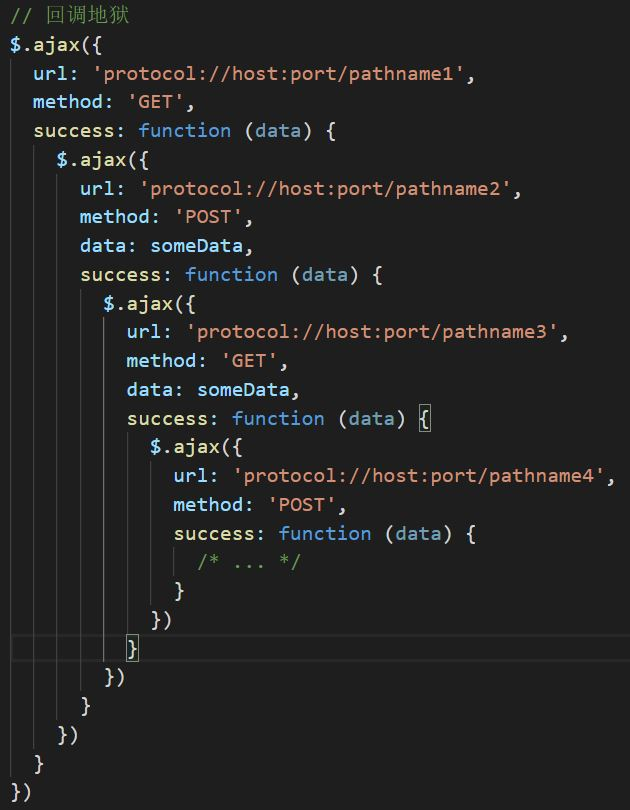 // 回调地狱
$.ajax({
  url: 'protocol://host:port/pathname1',
  method: 'GET',
  success: function (data) {
    $.ajax({
      url: 'protocol://host:port/pathname2',
      method: 'POST',
      data: someData,
      success: function (data) {
        $.ajax({
          url: 'protocol://host:port/pathname3',
          method: 'GET',
          data: someData,
          success: function (data) {
            $.ajax({
              url: 'protocol://host:port/pathname4',
              method: 'POST',
              success: function (data) {
                /* ... */
              }
            })
          }
        })
      }
    })
  }
})